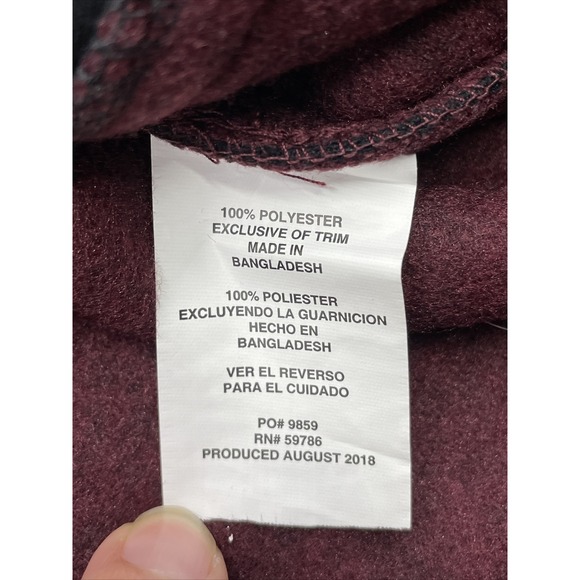 100% POLYESTER
EXCLUSIVE OF TRIM
MADE IN
BANGLADESH
100% POLIESTER
EXCLUYENDO LA GUARNICION
HECHO EN
BANGLADESH
VER EL REVERSO
PARA EL CUIDADO
PO# 9859
RN# 59786
PRODUCED AUGUST 2018